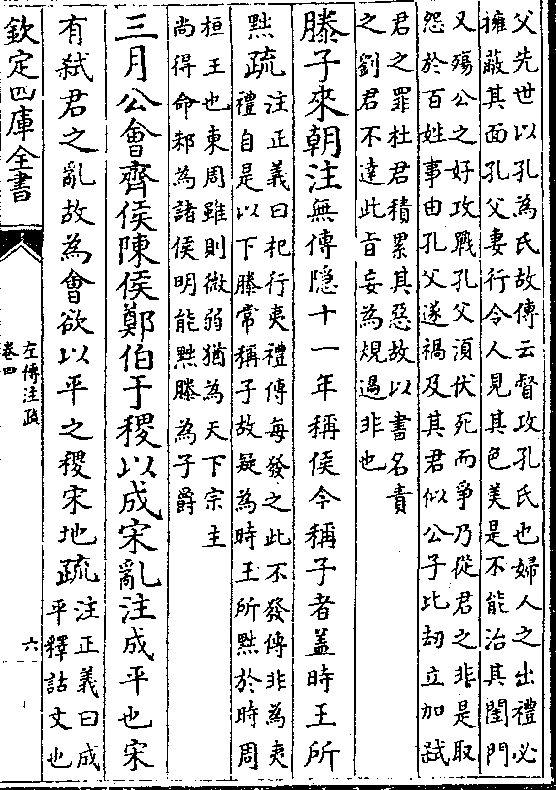 父先世以孔為氏故傳云督攻孔氏也婦人之出禮必
擁蔽其面孔父妻行令人見其色美是不能治其閨門
又殤公之好攻戰孔父湏伏死而爭乃從君之非是取
怨於百姓事由孔父遂禍及其君似公子比刧立加弑
君之罪杜君積累其惡故以書名責
之劉君不達此旨妄為規過非也
滕子來朝注無傳隱十一年稱侯今稱子者蓋時王所
黜疏
注正義曰杞行夷禮傳每發之此不發傳非為夷
禮自是以下滕常稱子故疑為時王所黜於時周
桓王也東周雖則微弱猶為天下宗主
尚得命邾為諸侯明能黜滕為子爵
三月公會齊侯陳侯鄭伯于稷以成宋亂注成平也宋
有弑君之亂故為會欲以平之稷宋地疏
注正義曰成
平釋詁文也
欽定四庫全書
左傳注疏
卷四
六